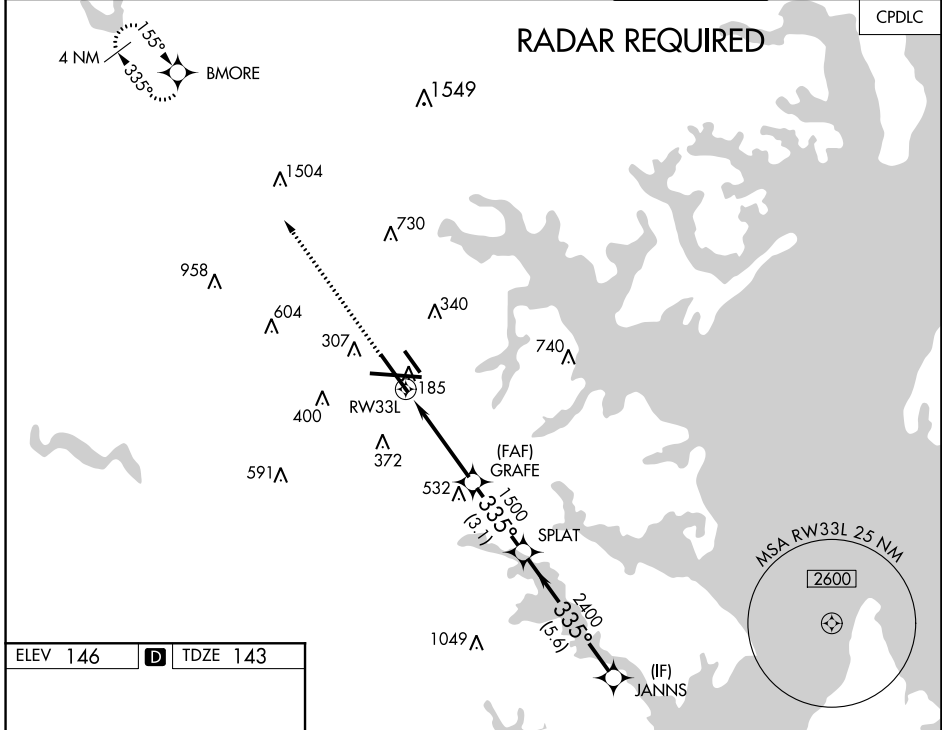 CPDLC
RADAR REQUIRED
155°
4 NM
335°
BMORE
1549
1504
730
958
340
604
307
740
185
RW33L
400
372
(FAF)
GRAFE
591
532
1500
335°
(3.1)
SPLAT
MSA RW33L 25 NM
2600
2400
335°
(5.6)
1049
(IF)
JANNS
ELEV 146 D TDZE 143